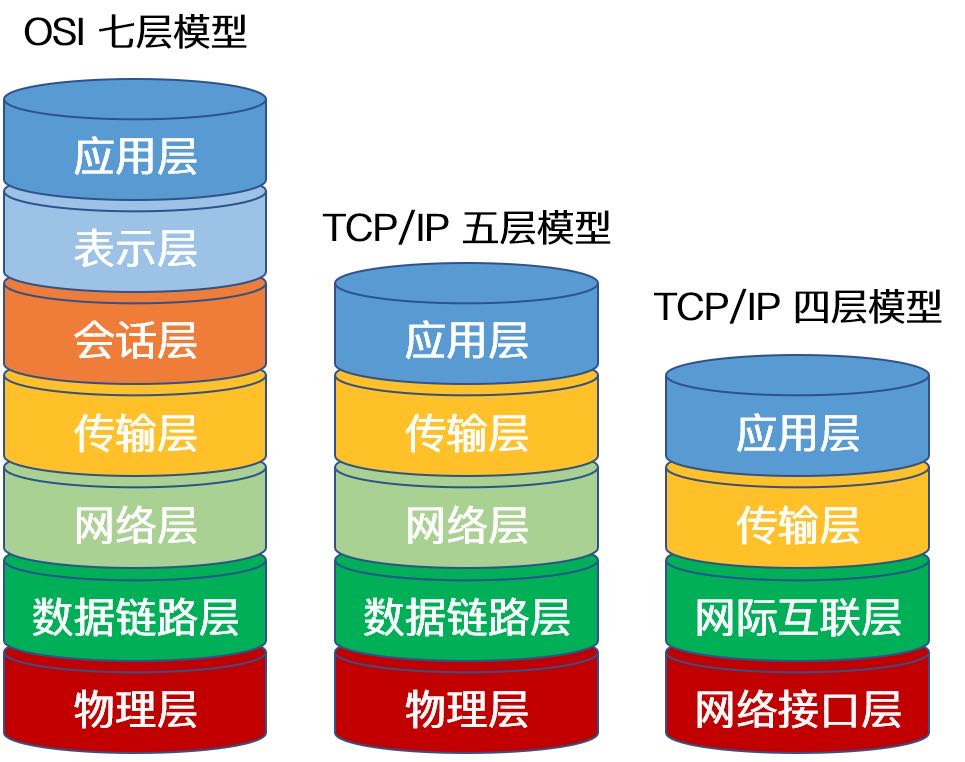 OSI 七层模型
应用层
表示层
会话层
传输层
网络层
数据链路层
物理层
TCP/IP 五层模型
应用层
传输层
网络层
数据链路层
物理层
TCP/IP 四层模型
应用层
传输层
网际互联层
网络接口层